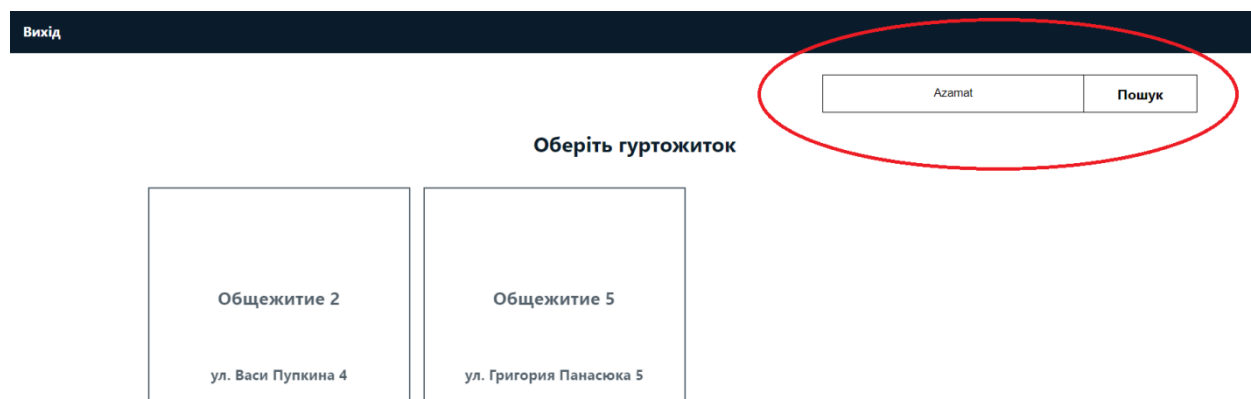 Вихід
Azamat
Пошук
Оберіть гуртожиток
Общежитие 2
ул. Васи Пупкина 4
Общежитие 5
ул. Григория Панасюка 5